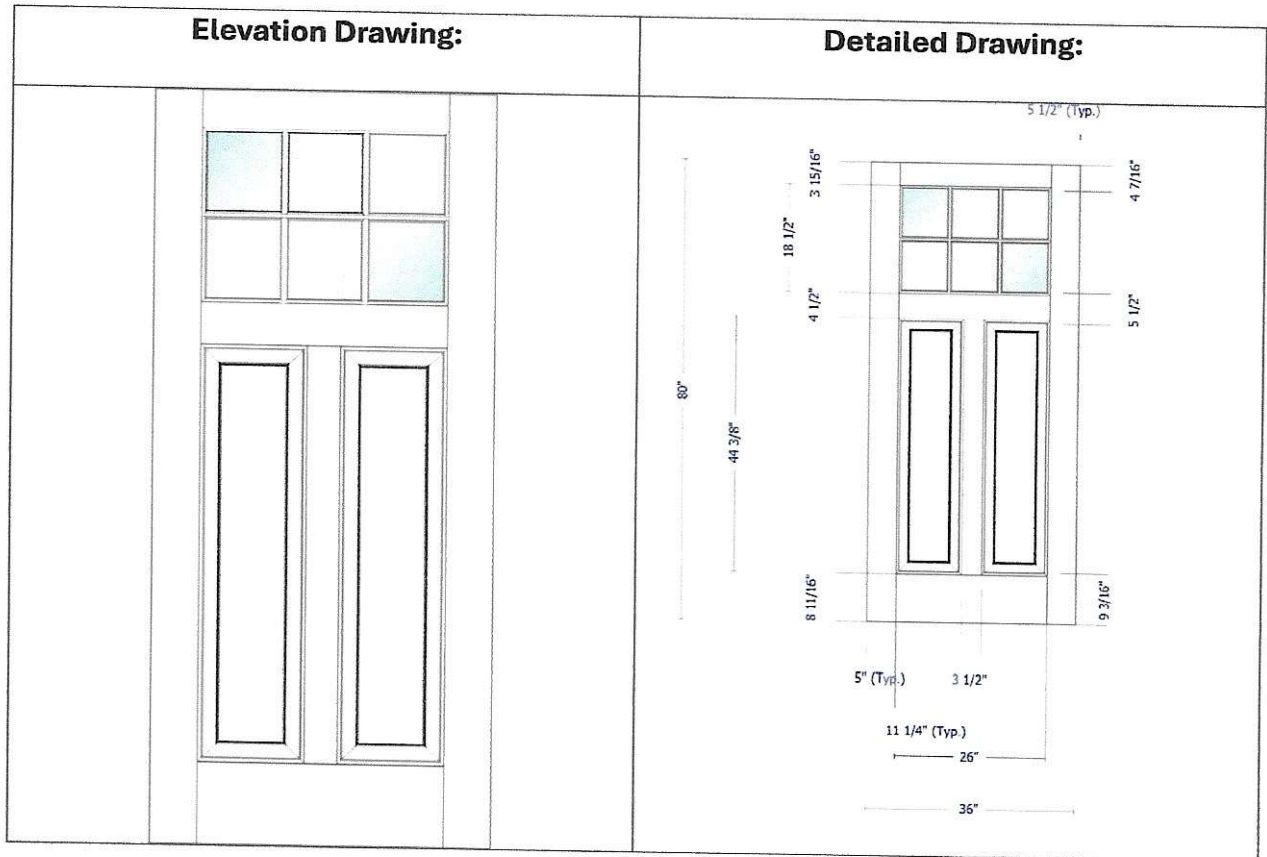 Elevation Drawing:
Detailed Drawing:
5 1/2" (Typ.)
3 15/16"
4 7/16"
18 1/2"
4 1/2"
5 1/2"
80"
44 3/8"
8 11/16"
9 3/16"
5" (Typ.)
3 1/2"
11 1/4" (Typ.)
26"
36"